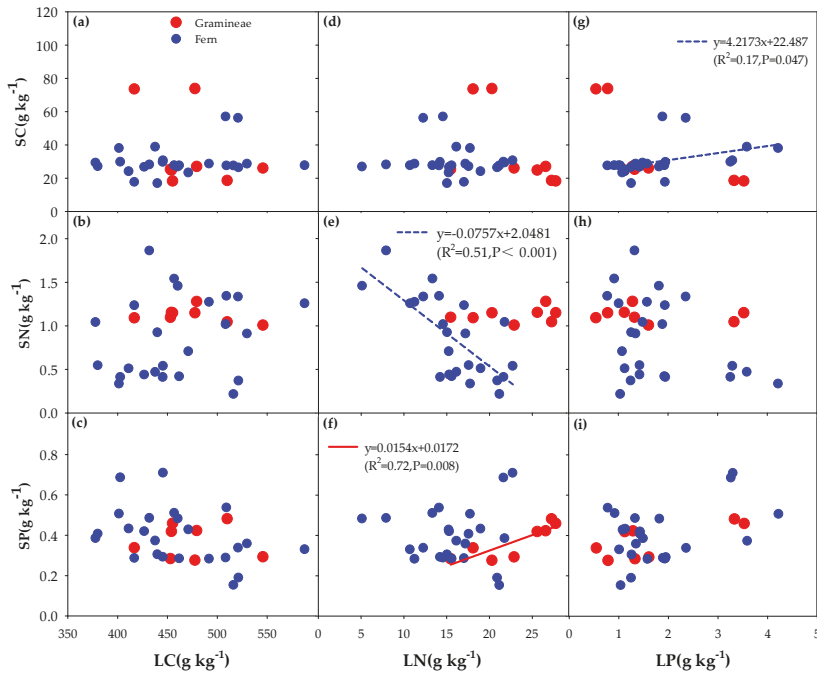 (a)
Gramineae
Fern
(d)
(g)
y=4.2173x+22.487
(R²=0.17,P=0.047)
120
100
80
60
40
20
0
SC(g kg⁻¹)
(b)
(e)
y=-0.0757x+2.0481
(R²=0.51,P< 0.001)
(h)
2.0
1.5
1.0
0.5
0.0
SN(g kg⁻¹)
(c)
(f)
y=0.0154x+0.0172
(R²=0.72,P=0.008)
(i)
0.8
0.6
0.4
0.2
0.0
SP(g kg⁻¹)
350 400 450 500 550 0 5 10 15 20 25 0 1 2 3 4 5
LC(g kg⁻¹) LN(g kg⁻¹) LP(g kg⁻¹)